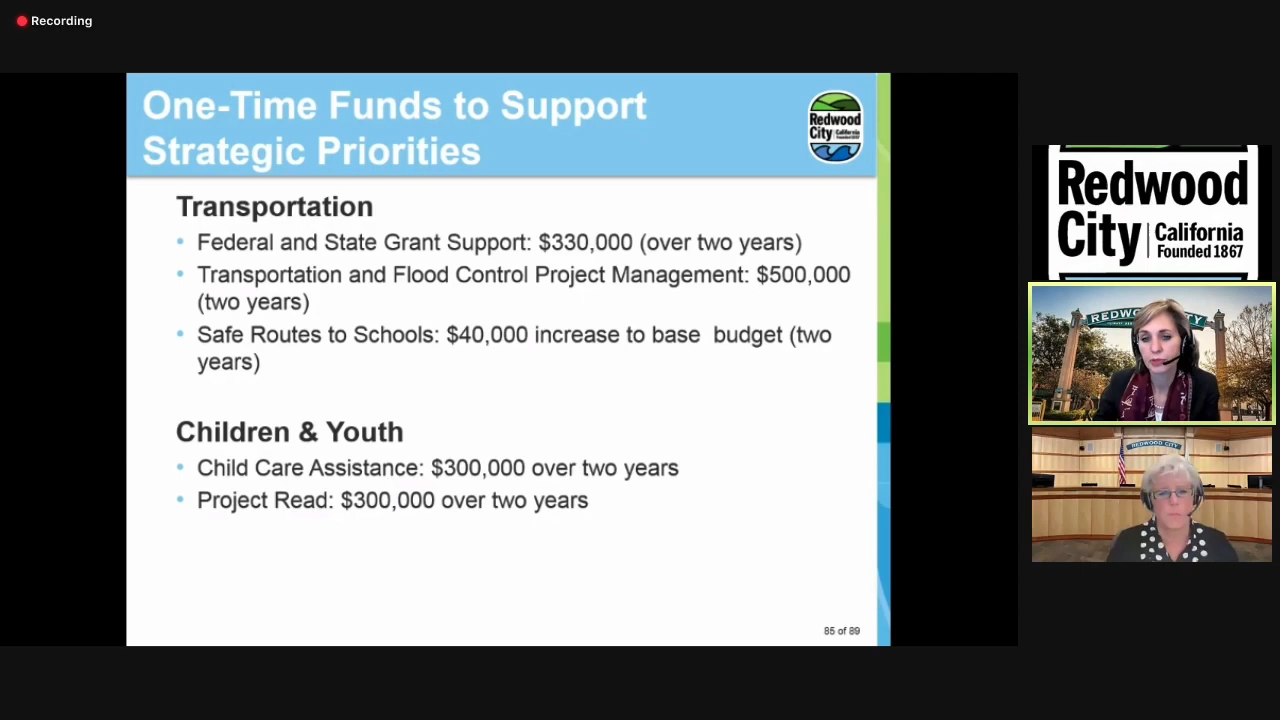 Recording
One-Time Funds to Support
Strategic Priorities
Redwood
City California
Founded 1867
Transportation
• Federal and State Grant Support: $330,000 (over two years)
• Transportation and Flood Control Project Management: $500,000
(two years)
• Safe Routes to Schools: $40,000 increase to base budget (two
years)
Children & Youth
• Child Care Assistance: $300,000 over two years
• Project Read: $300,000 over two years
85 of 89
Redwood
City California
Founded 1867
REDWOOD CITY